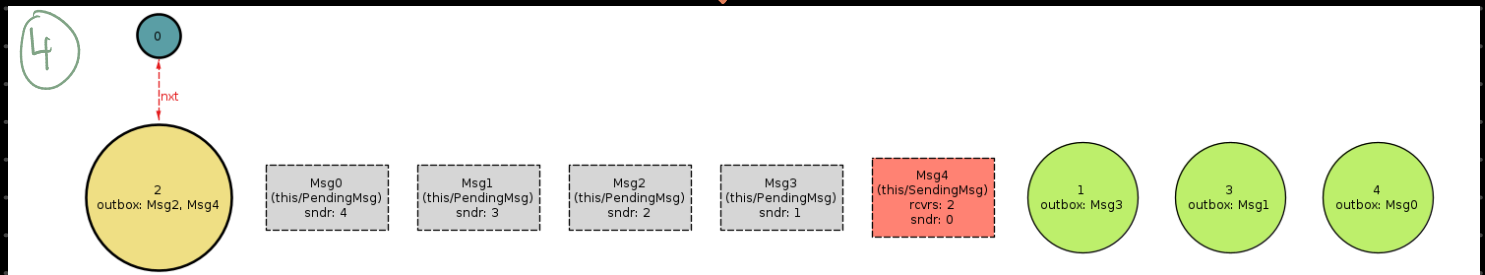 4
0
nxt
2
outbox: Msg2, Msg4
Msg0
(this/PendingMsg)
sndr: 4
Msg1
(this/PendingMsg)
sndr: 3
Msg2
(this/PendingMsg)
sndr: 2
Msg3
(this/PendingMsg)
sndr: 1
Msg4
(this/SendingMsg)
rcvrs: 2
sndr: 0
1
outbox: Msg3
3
outbox: Msg1
4
outbox: Msg0